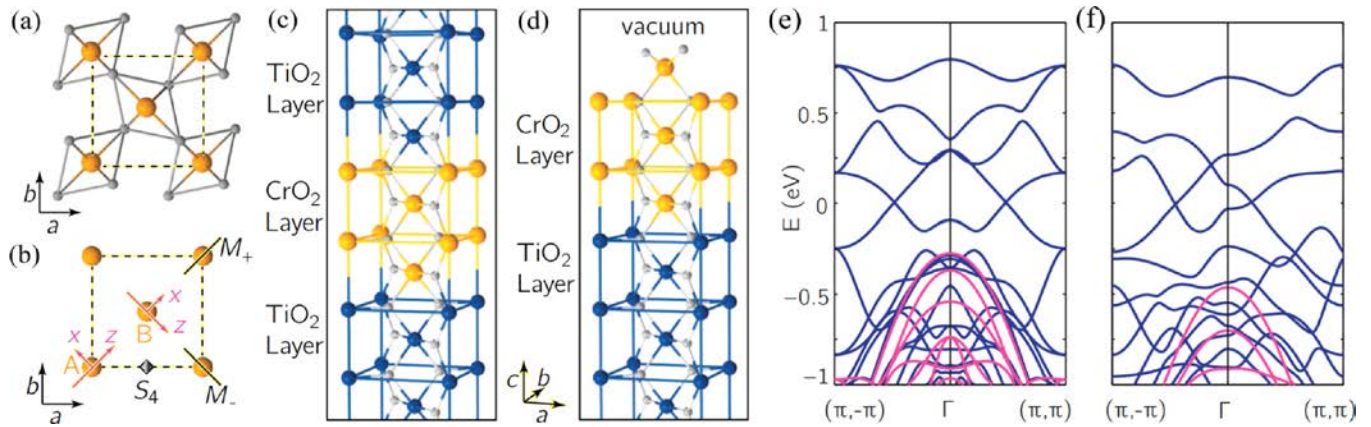 (a)
b
a
(b)
M+
x
z
B
x
z
A
S4
M-
b
a
(c)
TiO2
Layer
CrO2
Layer
TiO2
Layer
(d)
vacuum
CrO2
Layer
TiO2
Layer
c
b
a
(e)
E (eV)
1
0.5
0
−0.5
-1
(π,-π)
Γ
(π,π)
(f)
(π,-π)
Γ
(π,π)